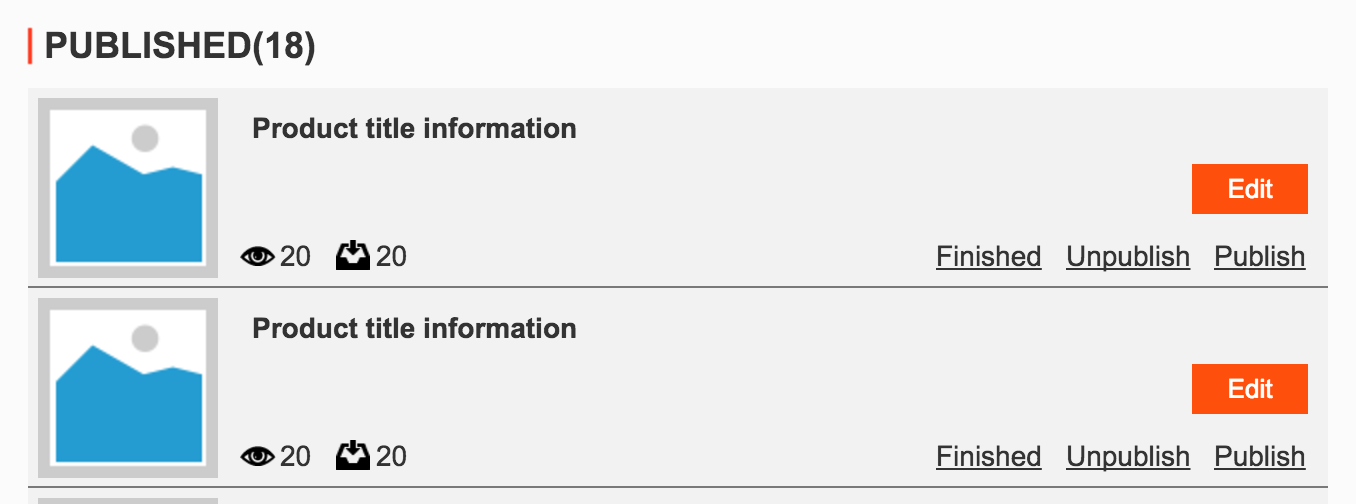 PUBLISHED(18)
Product title information
Edit
20 20 Finished Unpublish Publish
Product title information
Edit
20 20 Finished Unpublish Publish